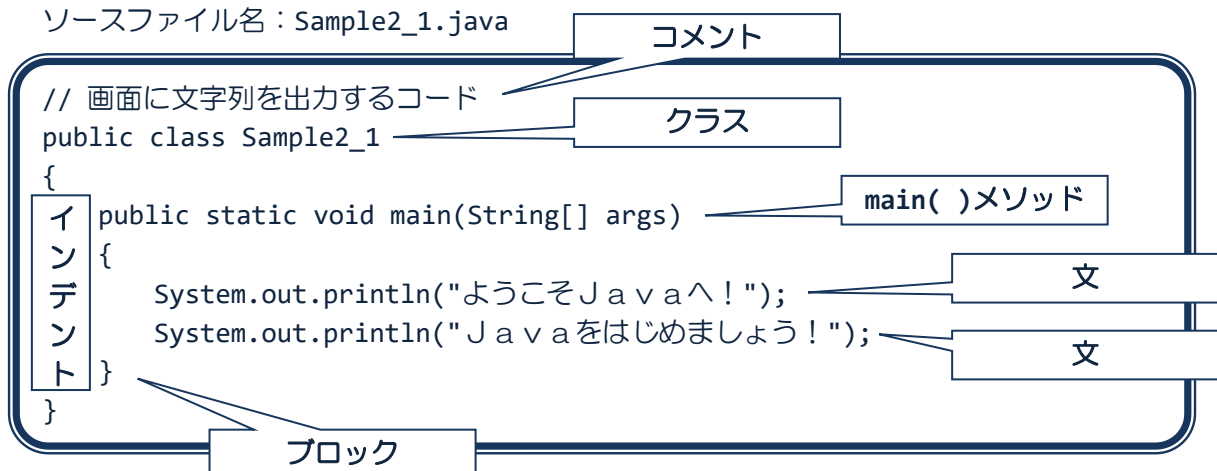 ソースファイル名：Sample2_1.java
コメント
// 画面に文字列を出力するコード
public class Sample2_1
クラス
{
インデント
public static void main(String[] args)
main( )メソッド
{
System.out.println("ようこそＪａｖａへ！");
文
System.out.println("Ｊａｖａをはじめましょう！");
文
}
}
ブロック